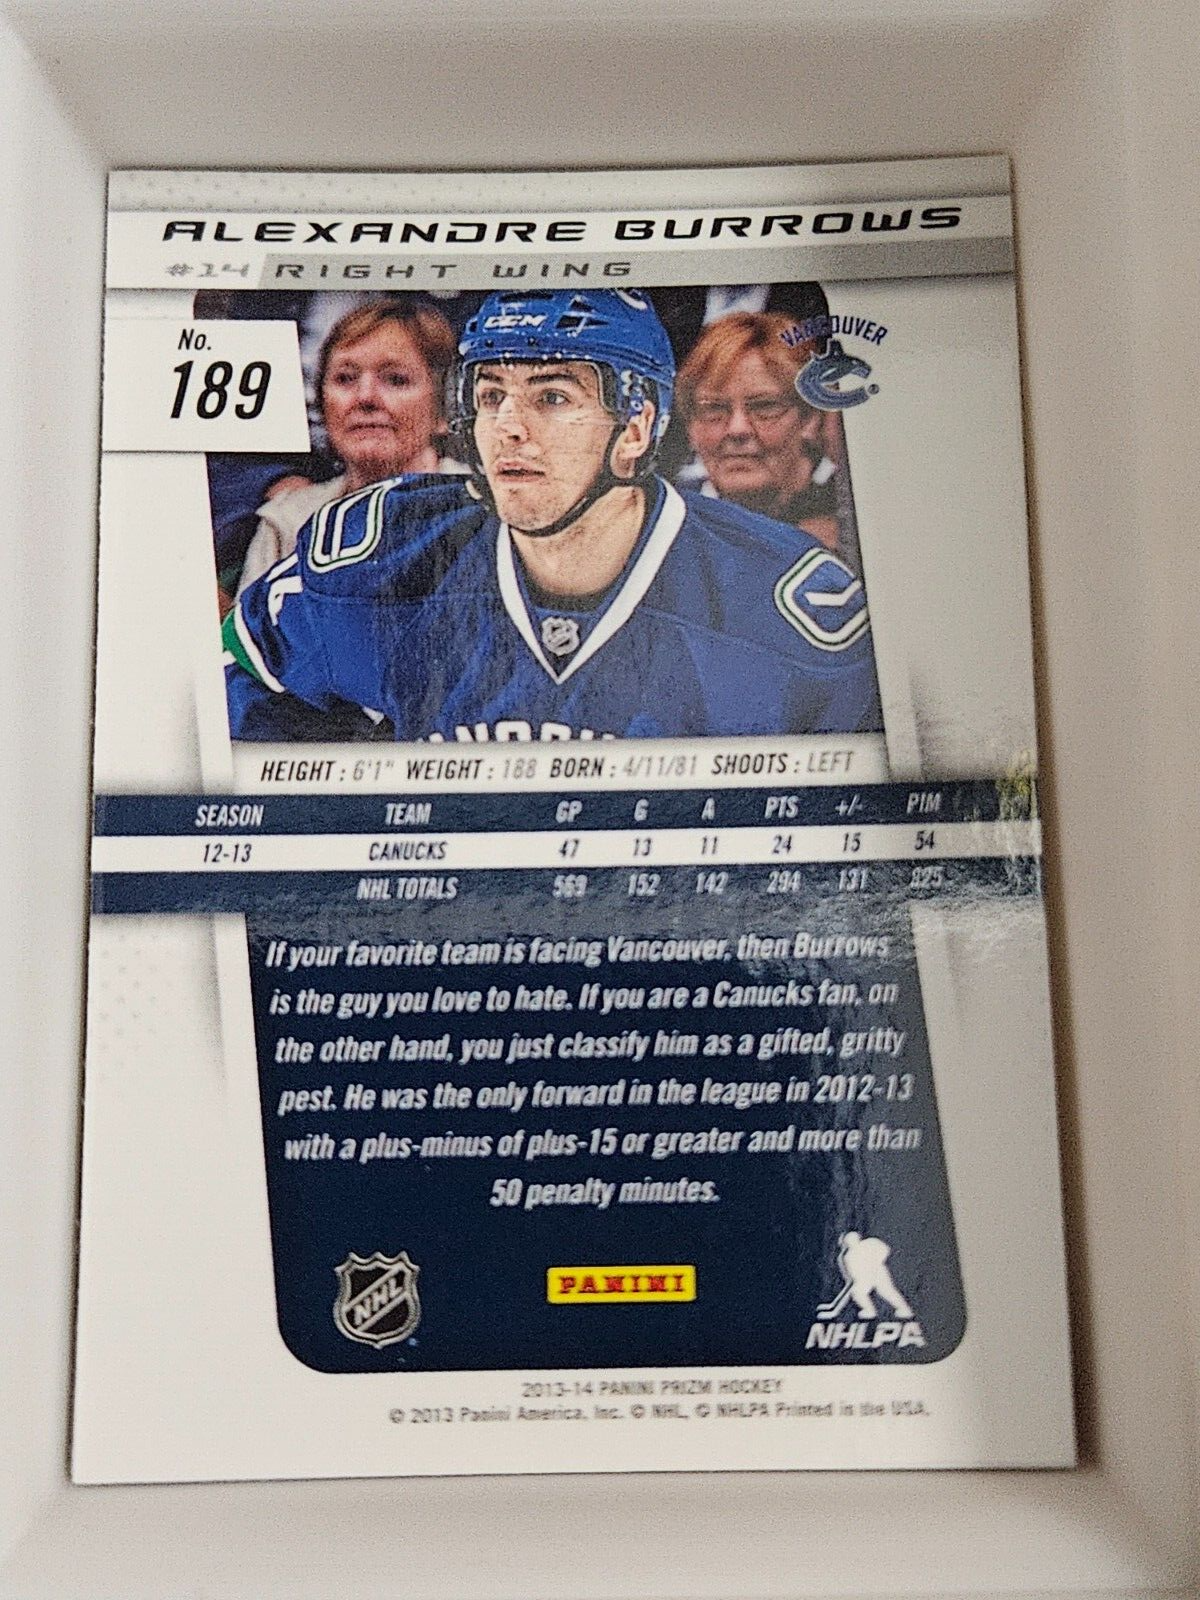 ALEXANDRE BURROWS
#14 RIGHT WING
No.
189
VANCOUVER
CCM
HEIGHT : 6'1" WEIGHT : 188 BORN : 4/11/81 SHOOTS : LEFT
SEASON TEAM GP G A PTS +/- PIM
12-13 CANUCKS 47 13 11 24 15 54
NHL TOTALS 569 152 142 294 131 825
If your favorite team is facing Vancouver, then Burrows
is the guy you love to hate. If you are a Canucks fan, on
the other hand, you just classify him as a gifted, gritty
pest. He was the only forward in the league in 2012-13
with a plus-minus of plus-15 or greater and more than
50 penalty minutes.
NHL
PANINI
NHLPA
2013-14 PANINI PRIZM HOCKEY
© 2013 Panini America, Inc. © NHL, © NHLPA Printed in the USA.